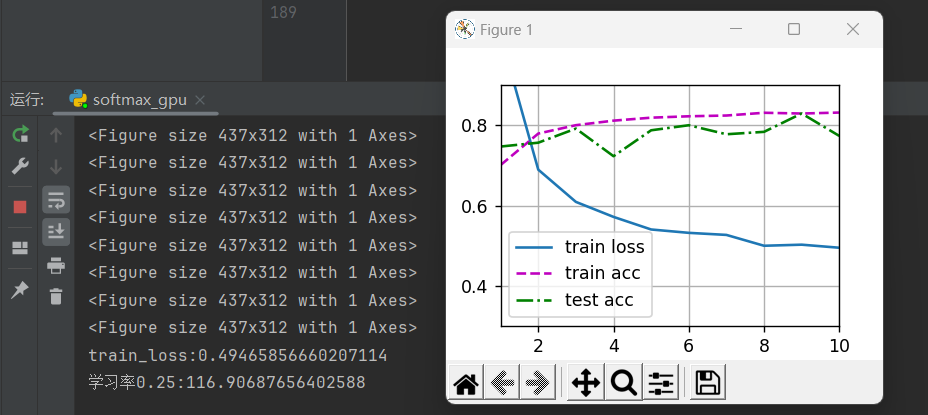 189
运行:
softmax_gpu
<Figure size 437x312 with 1 Axes>
<Figure size 437x312 with 1 Axes>
<Figure size 437x312 with 1 Axes>
<Figure size 437x312 with 1 Axes>
<Figure size 437x312 with 1 Axes>
<Figure size 437x312 with 1 Axes>
<Figure size 437x312 with 1 Axes>
<Figure size 437x312 with 1 Axes>
train_loss:0.49465856660207114
学习率0.25:116.90687656402588
Figure 1
0.8
0.6
0.4
train loss
train acc
test acc
2 4 6 8 10